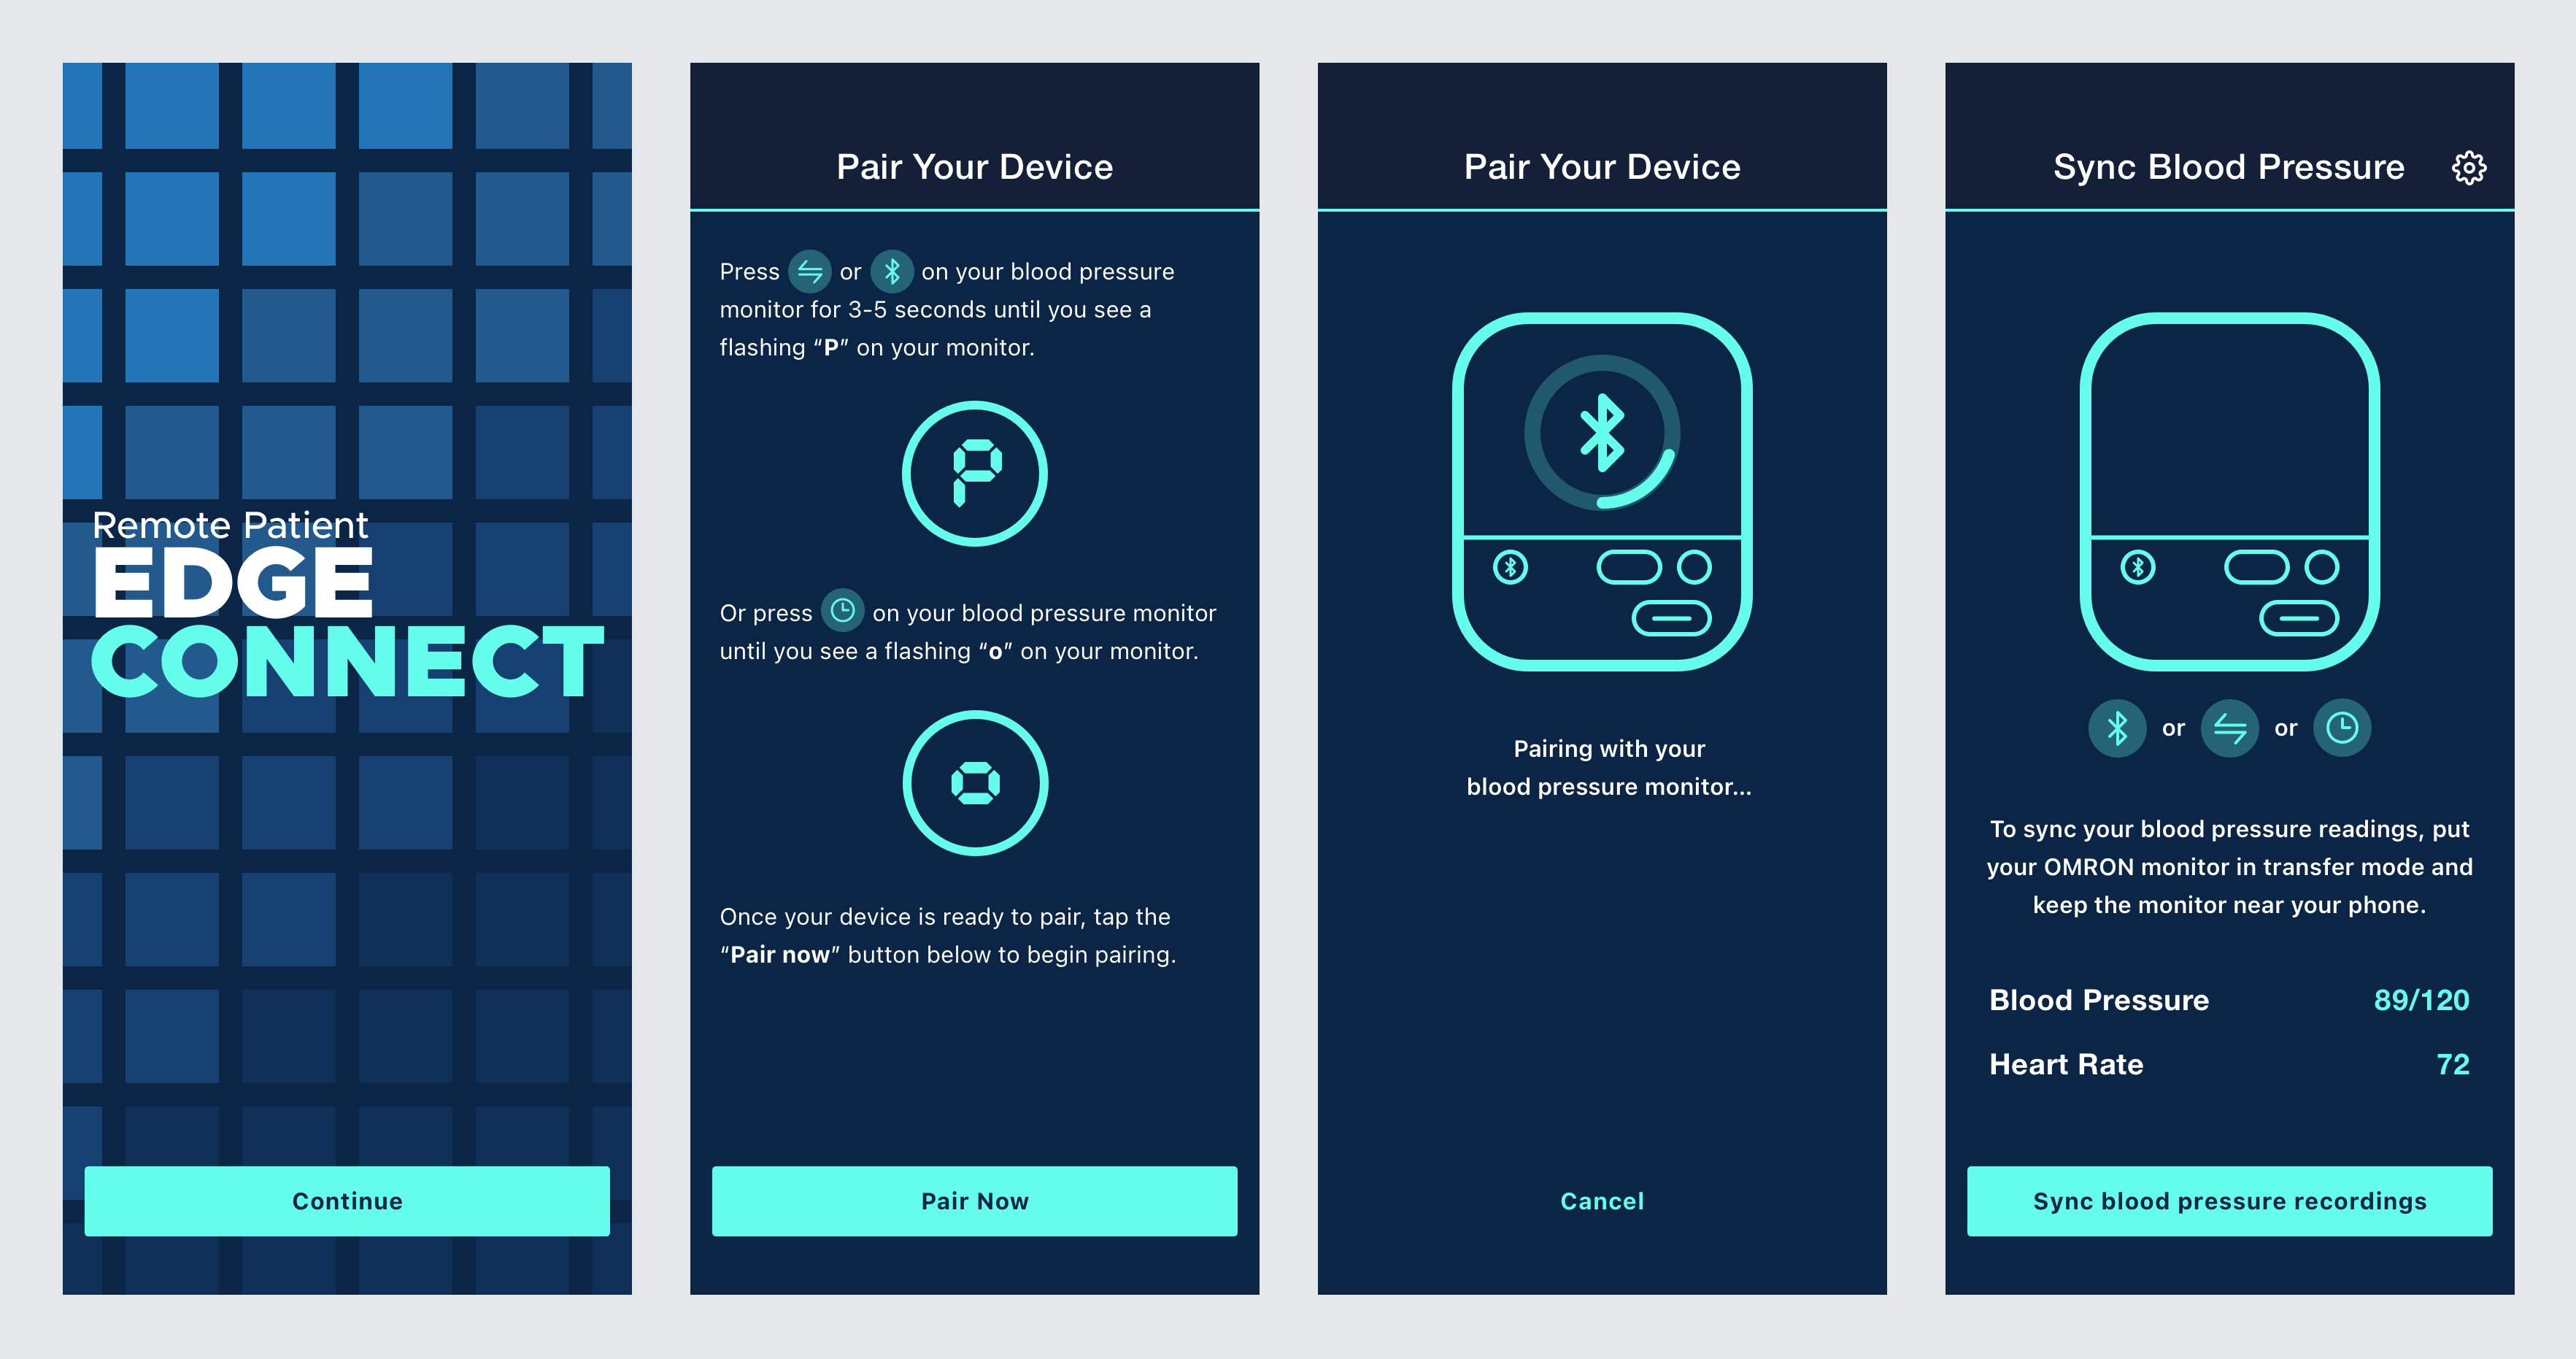 Remote Patient
EDGE
CONNECT
Continue
Pair Your Device
Press or on your blood pressure
monitor for 3-5 seconds until you see a
flashing “P” on your monitor.
P
Or press on your blood pressure monitor
until you see a flashing “o” on your monitor.
o
Once your device is ready to pair, tap the
“Pair now” button below to begin pairing.
Pair Now
Pair Your Device
Pairing with your
blood pressure monitor...
Cancel
Sync Blood Pressure
or or
To sync your blood pressure readings, put
your OMRON monitor in transfer mode and
keep the monitor near your phone.
Blood Pressure 89/120
Heart Rate 72
Sync blood pressure recordings